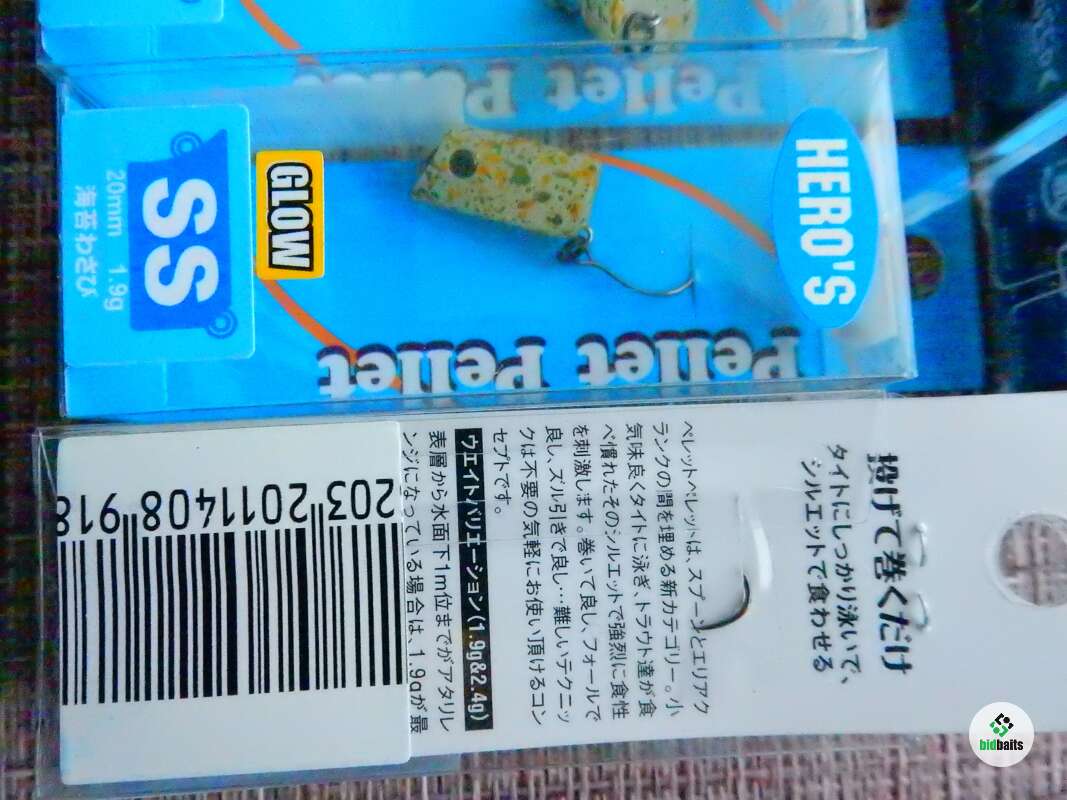 Pellet Pe
HERO'S
Pellet Pellet
GLOW
SS
20mm 1.9g
海苔わさび
投げて巻くだけ
タイトにしっかり泳いで、
シルエットで食わせる
ペレットペレットは、スプーンとエリアク
ランクの間を埋める新カテゴリー。小
気味良くタイトに泳ぎ、トラウト達が食
べ慣れたそのシルエットで強烈に食性
を刺激します。巻いて良し、フォールで
良し、ズル引きで良し…難しいテクニッ
クは不要の気軽にお使い頂けるコン
セプトです。
ウエイトバリエーション(1.9g&2.4g)
表層から水面下1m位までがアタリレ
ンジになっている場合は、1.9gが最
203 2011408 918
bidbaits